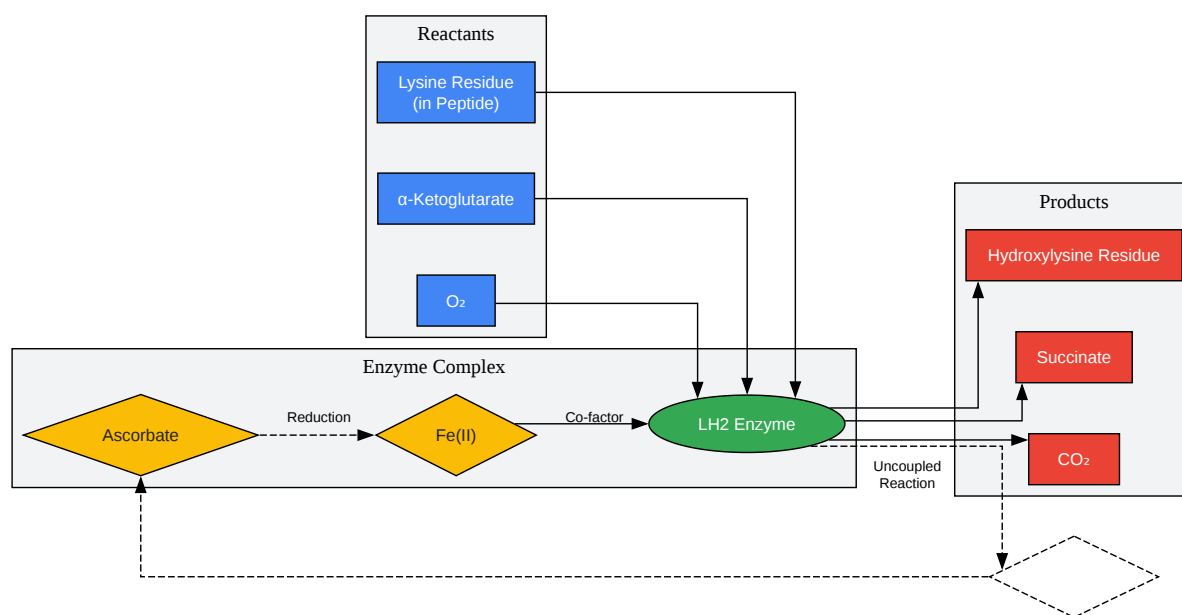 Reactants
Lysine Residue
(in Peptide)
α-Ketoglutarate
O₂
Products
Hydroxylysine Residue
Succinate
CO₂
Enzyme Complex
Ascorbate
Reduction
Fe(II)
Co-factor
LH2 Enzyme
Uncoupled
Reaction